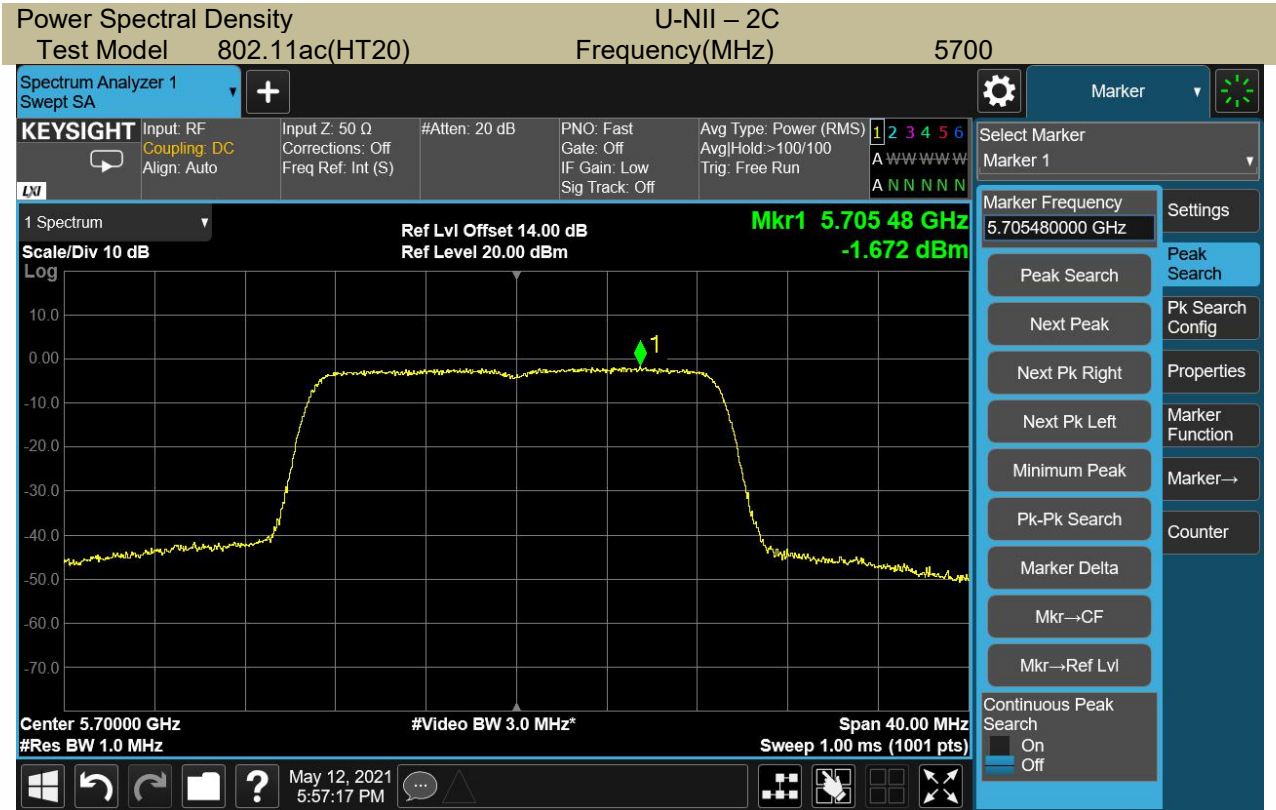 Power Spectral Density U-NII – 2C
Test Model 802.11ac(HT20) Frequency(MHz) 5700
Spectrum Analyzer 1
Swept SA
+
Marker
KEYSIGHT
LXI
Input: RF
Coupling: DC
Align: Auto
Input Z: 50 Ω
Corrections: Off
Freq Ref: Int (S)
#Atten: 20 dB
PNO: Fast
Gate: Off
IF Gain: Low
Sig Track: Off
Avg Type: Power (RMS)
Avg|Hold:>100/100
Trig: Free Run
1 2 3 4 5 6
A W W W W W
A N N N N N
1 Spectrum
Scale/Div 10 dB
Log
Ref Lvl Offset 14.00 dB
Ref Level 20.00 dBm
Mkr1 5.705 48 GHz
-1.672 dBm
1
10.0
0.00
-10.0
-20.0
-30.0
-40.0
-50.0
-60.0
-70.0
Center 5.70000 GHz
#Res BW 1.0 MHz
#Video BW 3.0 MHz*
Span 40.00 MHz
Sweep 1.00 ms (1001 pts)
Select Marker
Marker 1
Marker Frequency
5.705480000 GHz
Peak Search
Next Peak
Next Pk Right
Next Pk Left
Minimum Peak
Pk-Pk Search
Marker Delta
Mkr→CF
Mkr→Ref Lvl
Continuous Peak
Search
On
Off
Settings
Peak
Search
Pk Search
Config
Properties
Marker
Function
Marker→
Counter
?
May 12, 2021
5:57:17 PM